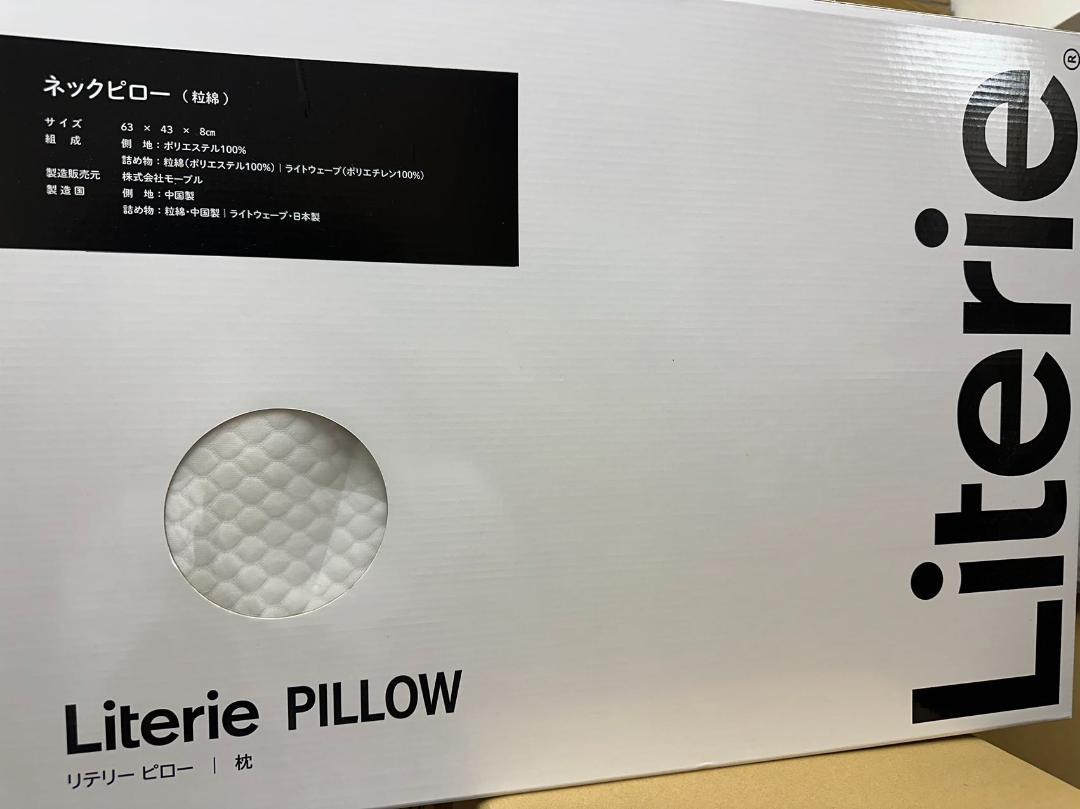 ネックピロー（粒綿）
サイズ 63 × 43 × 8㎝
組成 側 地：ポリエステル100%
詰め物：粒綿（ポリエステル100%）｜ライトウェーブ（ポリエチレン100%）
製造販売元 株式会社モーブル
製造国 側 地：中国製
詰め物：粒綿・中国製｜ライトウェーブ・日本製
Literie®
Literie PILLOW
リテリー ピロー ｜ 枕